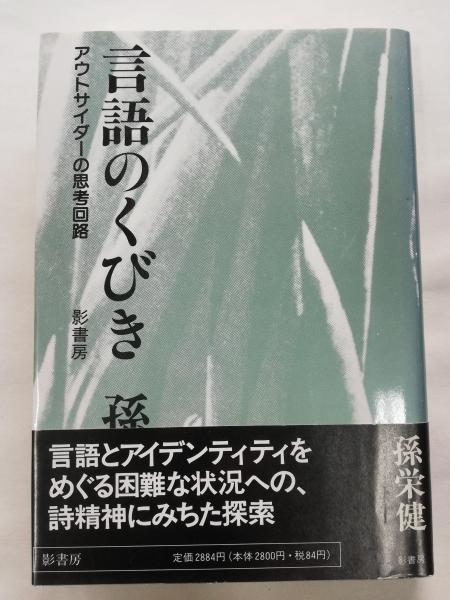 言語のくびき 孫
アウトサイダーの思考回路
影書房
言語とアイデンティティを
めぐる困難な状況への、
詩精神にみちた探索
影書房
定価2884円(本体2800円・税84円)
孫栄健
影書房